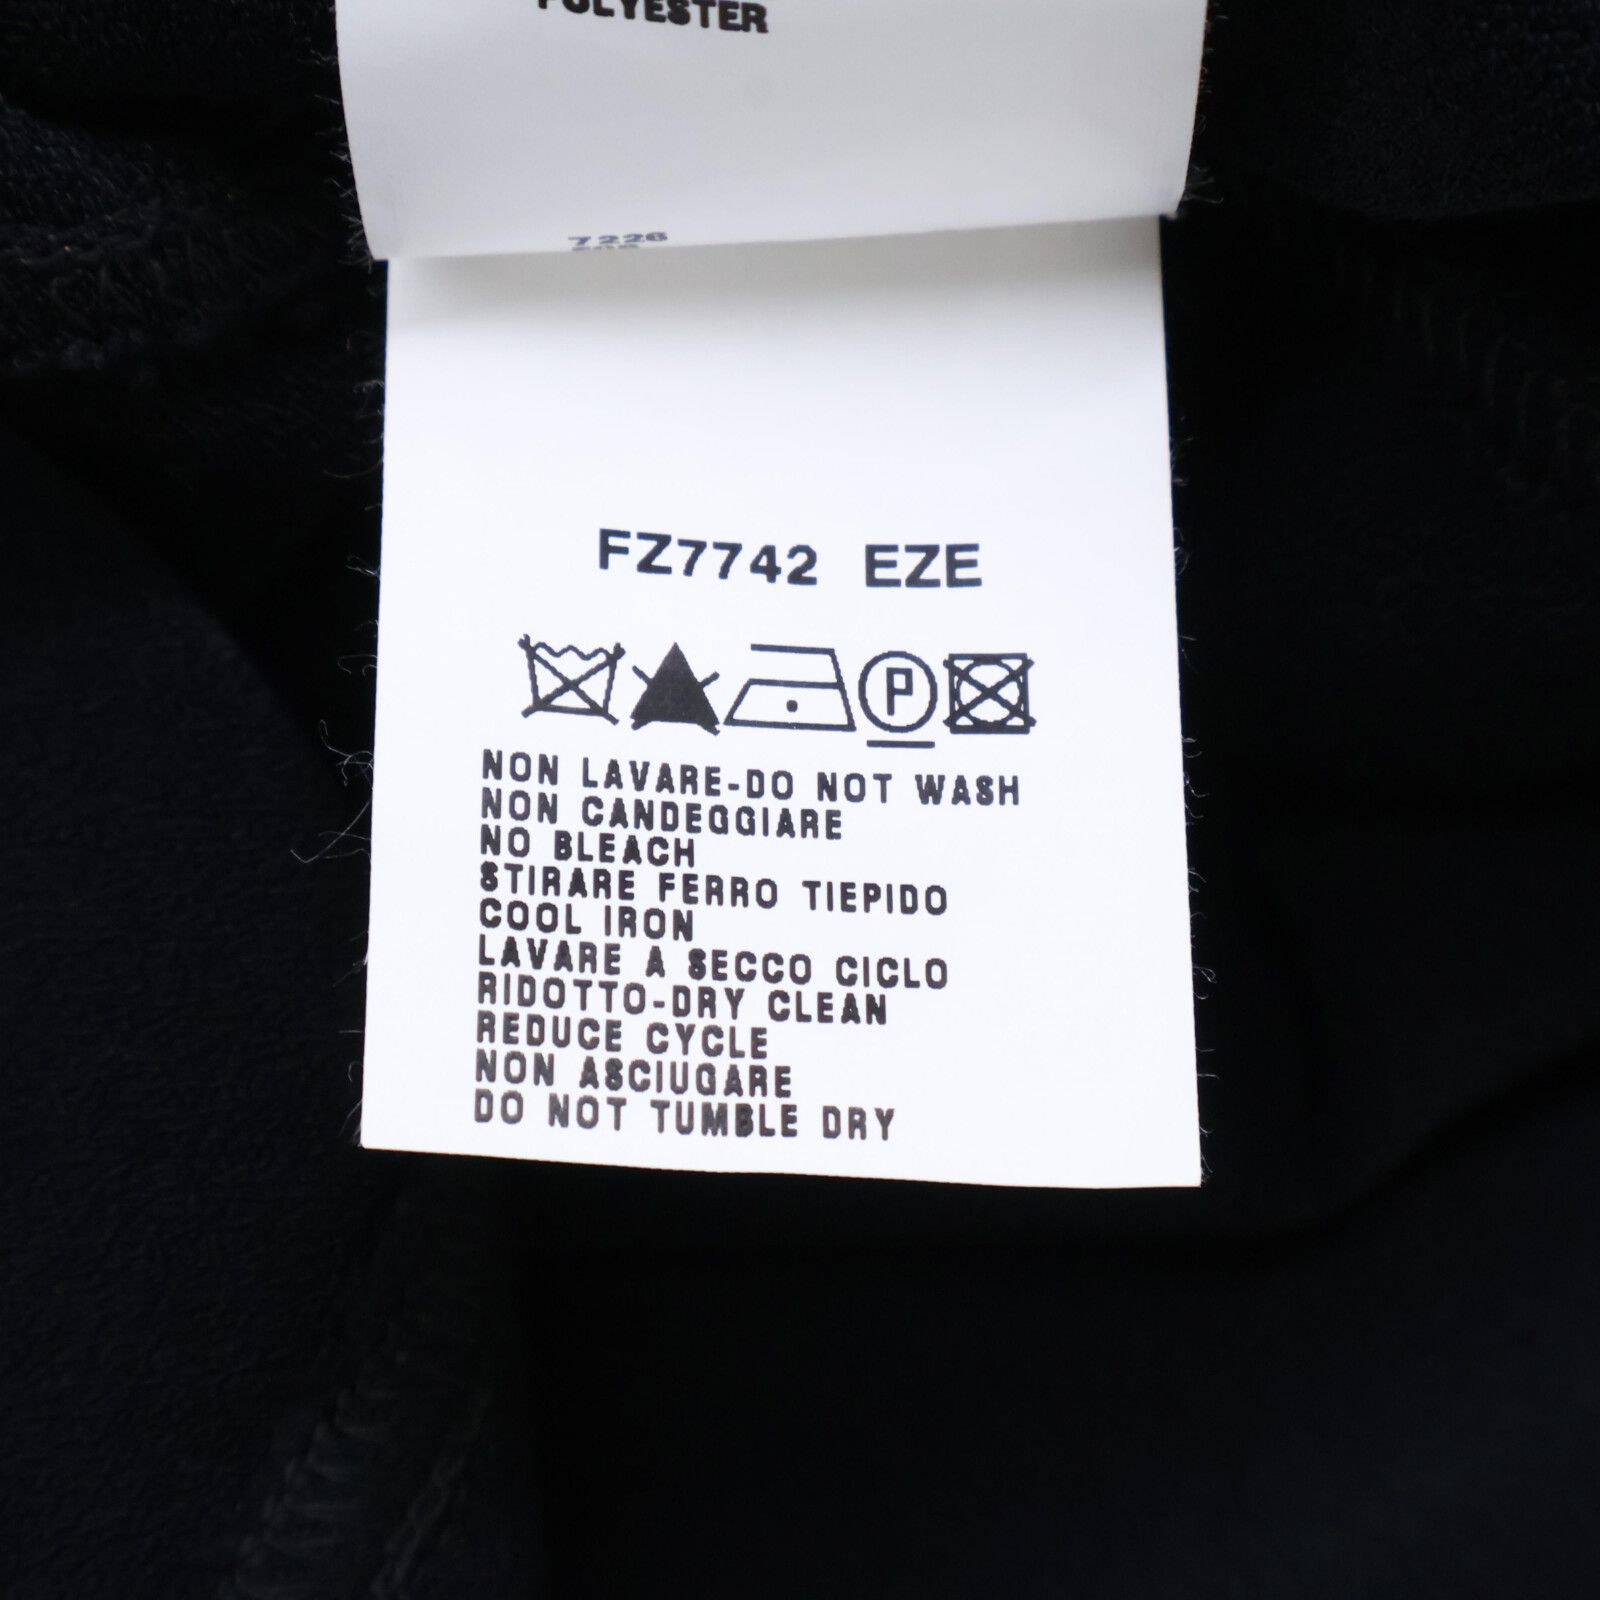 POLYESTER
7226
FZ7742 EZE
P
NON LAVARE-DO NOT WASH
NON CANDEGGIARE
NO BLEACH
STIRARE FERRO TIEPIDO
COOL IRON
LAVARE A SECCO CICLO
RIDOTTO-DRY CLEAN
REDUCE CYCLE
NON ASCIUGARE
DO NOT TUMBLE DRY